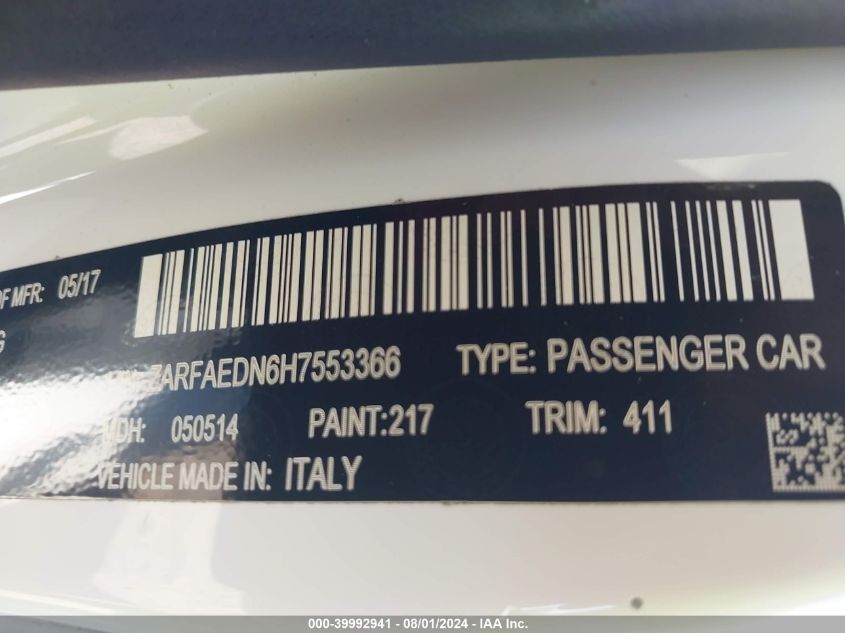 OF MFR: 05/17
G
ZARFAEDN6H7553366 TYPE: PASSENGER CAR
MDH: 050514 PAINT:217 TRIM: 411
VEHICLE MADE IN: ITALY
000-39992941 - 08/01/2024 - IAA Inc.